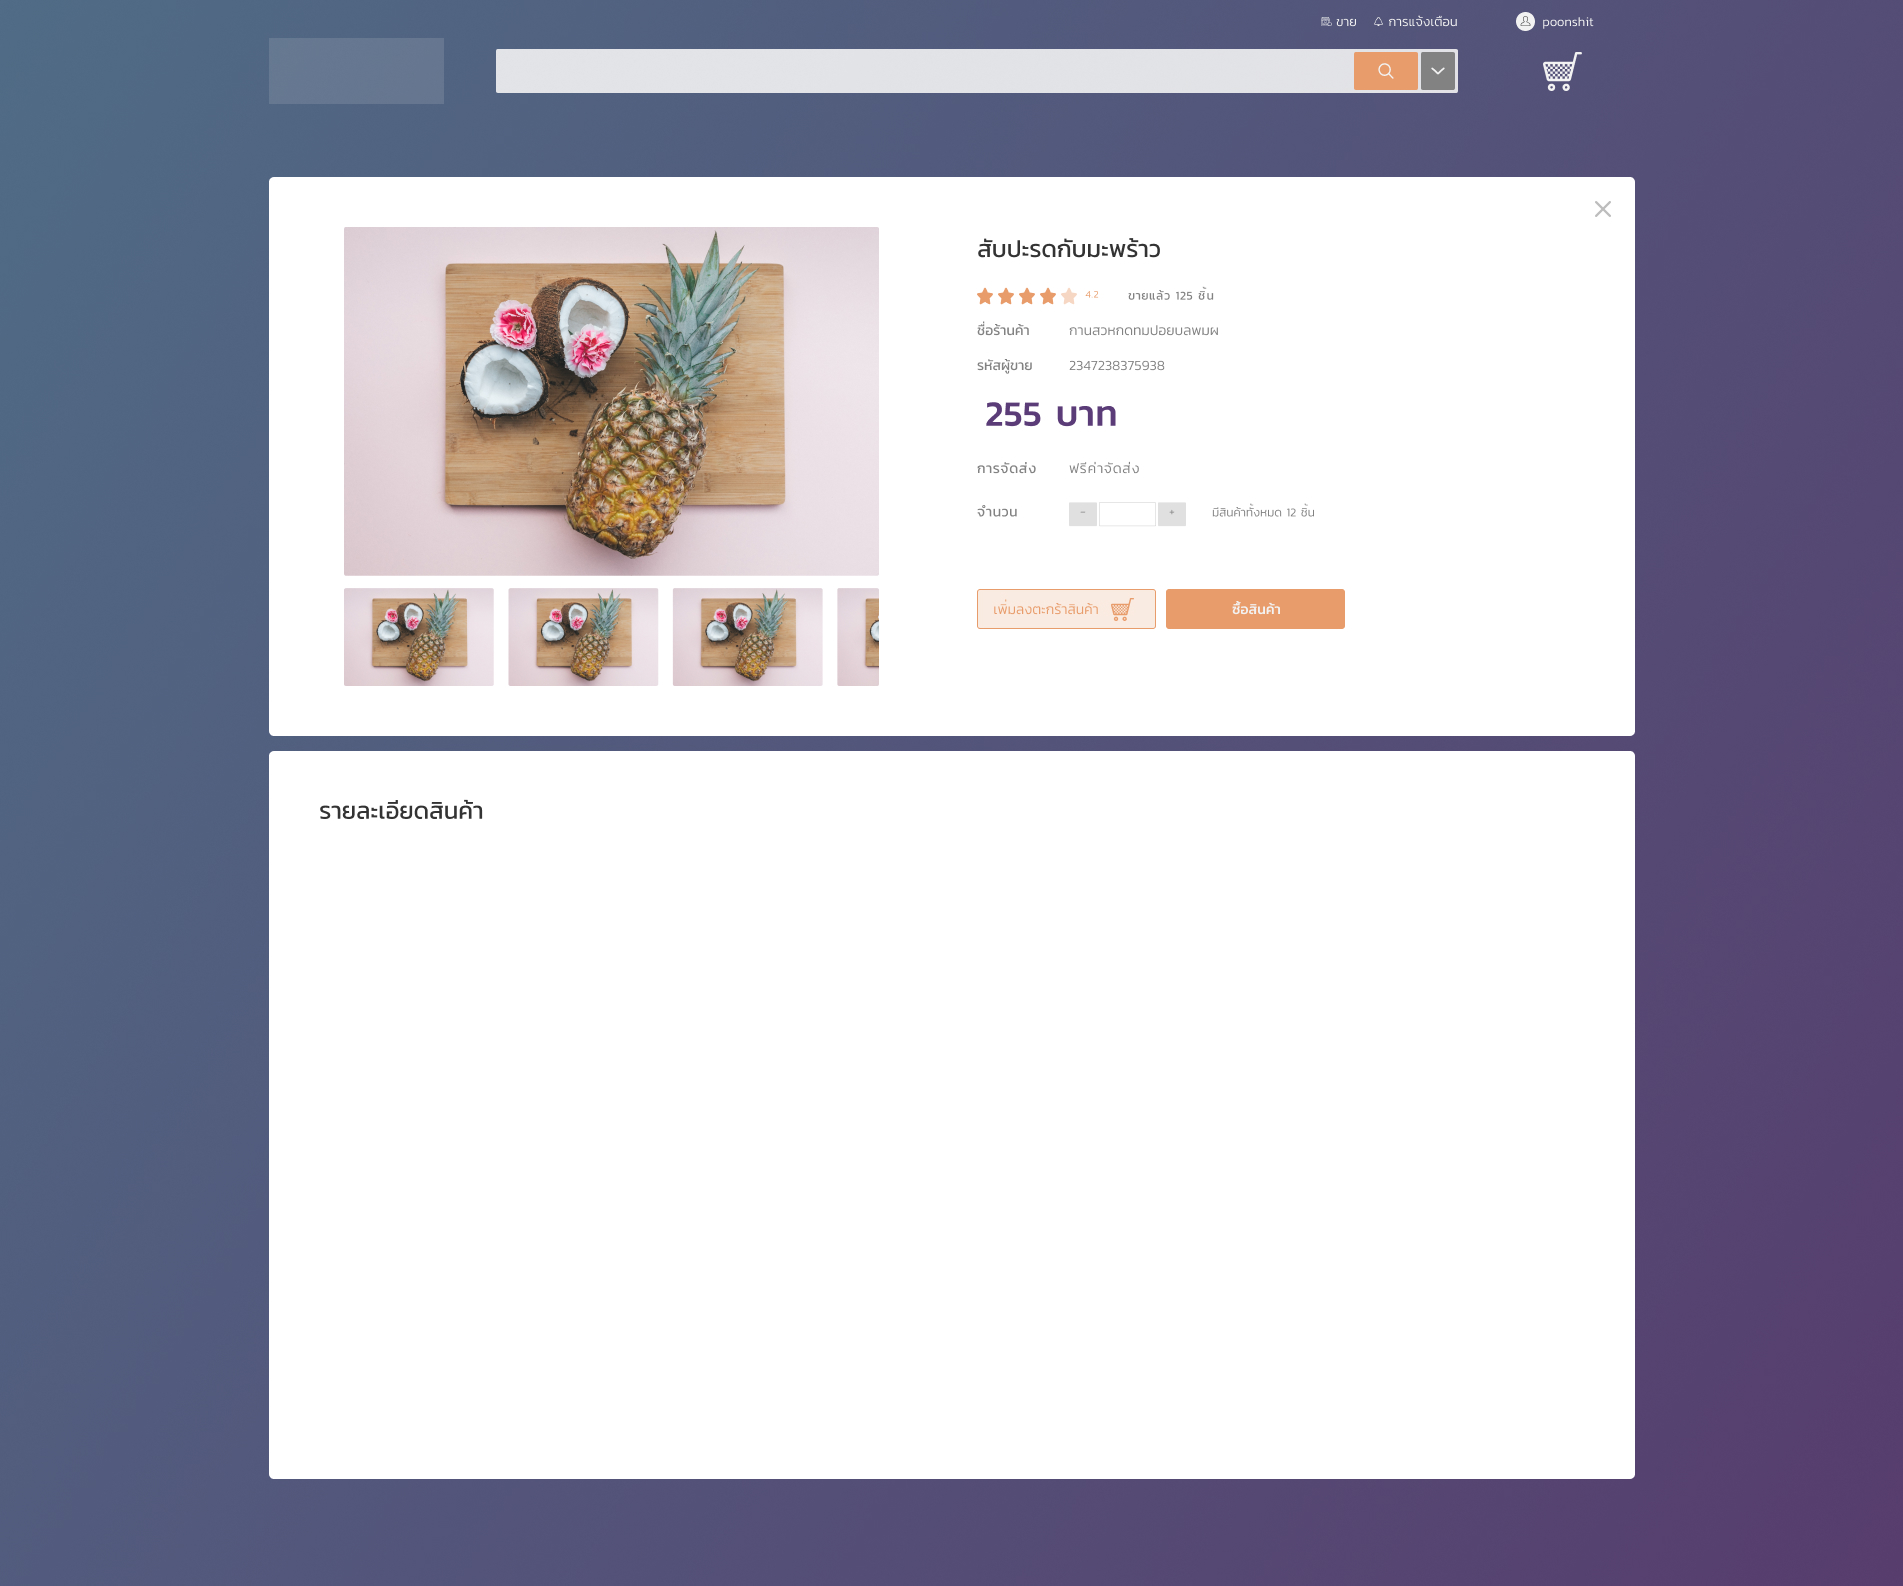 ขาย การแจ้งเตือน poonshit
สับปะรดกับมะพร้าว
4.2 ขายแล้ว 125 ชิ้น
ชื่อร้านค้า กานสวหกดทมปอยบลพมผ
รหัสผู้ขาย 2347238375938
255 บาท
การจัดส่ง ฟรีค่าจัดส่ง
จำนวน - + มีสินค้าทั้งหมด 12 ชิ้น
เพิ่มลงตะกร้าสินค้า ซื้อสินค้า
รายละเอียดสินค้า